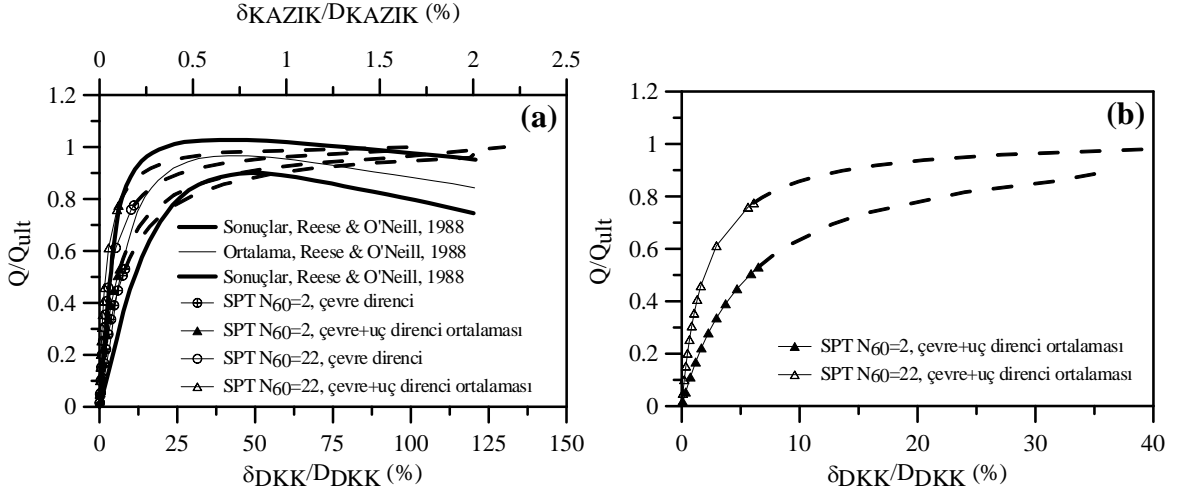 δKAZIK/DKAZIK (%)
0 0.5 1 1.5 2 2.5
(a)
1.2
1
0.8
0.6
0.4
0.2
0
Q/Qult
Sonuçlar, Reese & O'Neill, 1988
Ortalama, Reese & O'Neill, 1988
Sonuçlar, Reese & O'Neill, 1988
SPT N60=2, çevre direnci
SPT N60=2, çevre+uç direnci ortalaması
SPT N60=22, çevre direnci
SPT N60=22, çevre+uç direnci ortalaması
0 25 50 75 100 125 150
δDKK/DDKK (%)
(b)
1.2
1
0.8
0.6
0.4
0.2
0
Q/Qult
SPT N60=2, çevre+uç direnci ortalaması
SPT N60=22, çevre+uç direnci ortalaması
0 10 20 30 40
δDKK/DDKK (%)